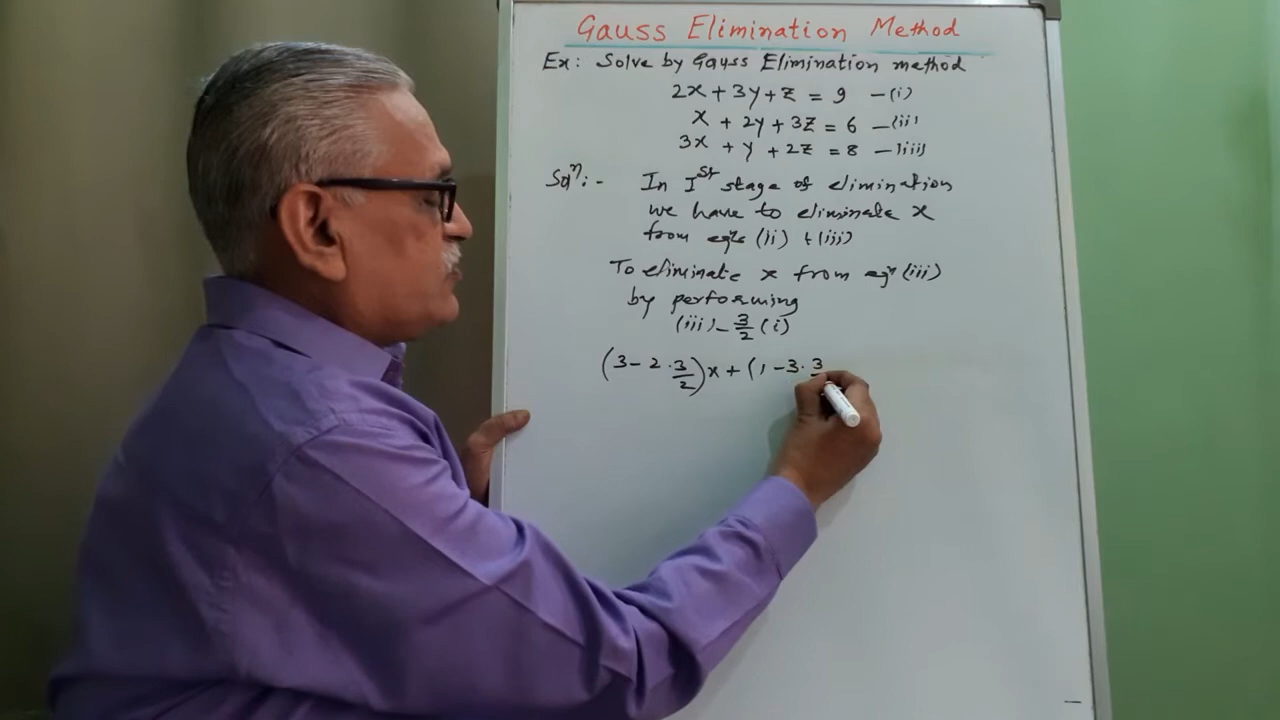 Gauss Elimination Method
Ex: Solve by Gauss Elimination method
2x + 3y + z = 9 – (i)
x + 2y + 3z = 6 – (ii)
3x + y + 2z = 8 – (iii)
Solⁿ:- In Iˢᵗ stage of elimination
we have to eliminate x
from eqⁿs (ii) + (iii)
To eliminate x from eqⁿ (iii)
by performing
(iii) – 3/2 (i)
(3 – 2 · 3/2) x + (1 – 3 · 3